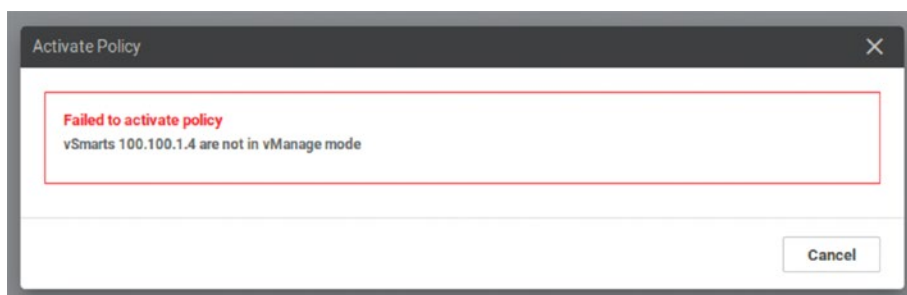 Activate Policy
Failed to activate policy
vSmarts 100.100.1.4 are not in vManage mode
Cancel